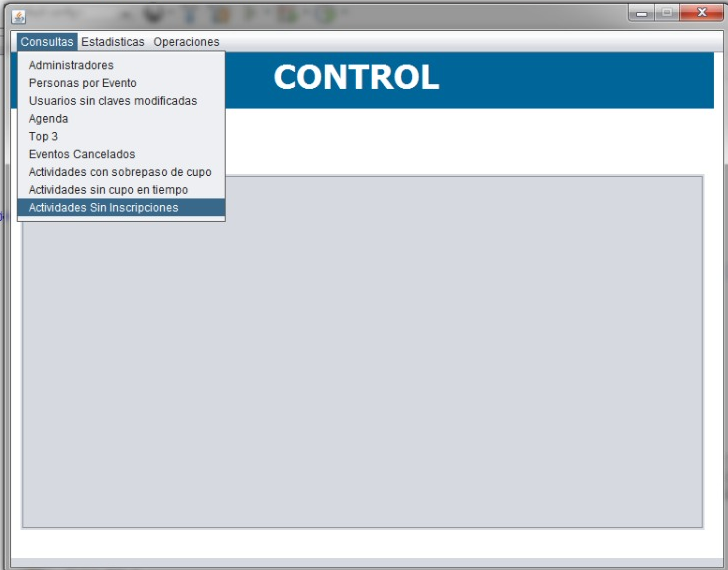 Consultas Estadisticas Operaciones
CONTROL
Administradores
Personas por Evento
Usuarios sin claves modificadas
Agenda
Top 3
Eventos Cancelados
Actividades con sobrepaso de cupo
Actividades sin cupo en tiempo
Actividades Sin Inscripciones